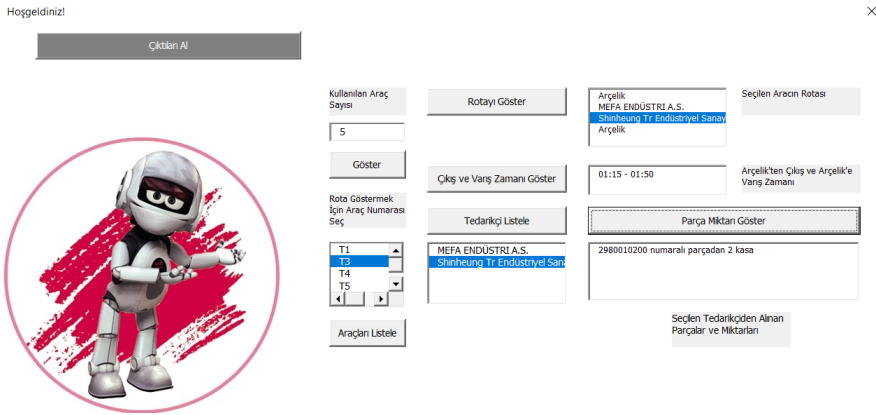 Hoşgeldiniz!
Çıktıları Al
Kullanılan Araç
Sayısı
5
Göster
Rota Göstermek
İçin Araç Numarası
Seç
T1
T3
T4
T5
Araçları Listele
Rotayı Göster
Çıkış ve Varış Zamanı Göster
Tedarikçi Listele
MEFA ENDÜSTRI A.S.
Shinheung Tr Endüstriyel Sana
Arçelik
MEFA ENDÜSTRI A.S.
Shinheung Tr Endüstriyel Sanay
Arçelik
Seçilen Aracın Rotası
01:15 - 01:50
Arçelik'ten Çıkış ve Arçelik'e
Varış Zamanı
Parça Miktarı Göster
2980010200 numaralı parçadan 2 kasa
Seçilen Tedarikçiden Alınan
Parçalar ve Miktarları